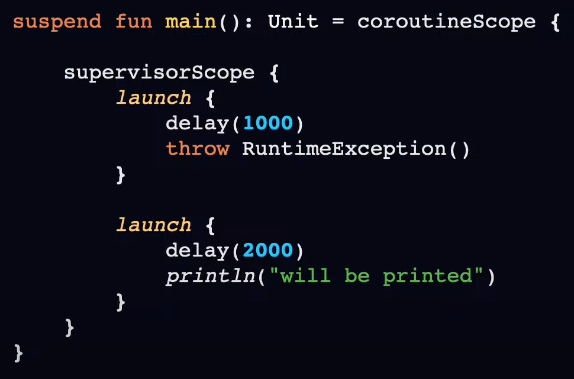 suspend fun main(): Unit = coroutineScope {
    supervisorScope {
        launch {
            delay(1000)
            throw RuntimeException()
        }
        launch {
            delay(2000)
            println("will be printed")
        }
    }
}